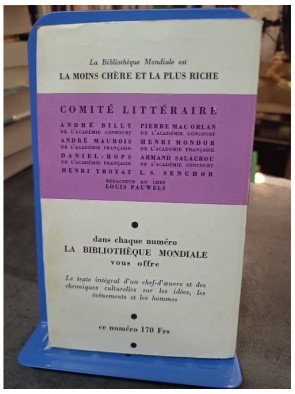 La Bibliothèque Mondiale est
LA MOINS CHÈRE ET LA PLUS RICHE
COMITÉ LITTÉRAIRE
ANDRÉ BILLY PIERRE MAC ORLAN
DE L'ACADÉMIE GONCOURT DE L'ACADÉMIE GONCOURT
ANDRÉ MAUROIS HENRI MONDOR
DE L'ACADÉMIE FRANÇAISE DE L'ACADÉMIE FRANÇAISE
DANIEL-ROPS ARMAND SALACROU
DE L'ACADÉMIE FRANÇAISE DE L'ACADÉMIE GONCOURT
HENRI TROYAT L. S. SENGHOR
RÉDACTEUR EN CHEF
LOUIS PAUWELS
dans chaque numéro
LA BIBLIOTHÈQUE MONDIALE
vous offre
Le texte intégral d'un chef-d'œuvre et des
chroniques culturelles sur les idées, les
événements et les hommes
ce numéro 170 Frs